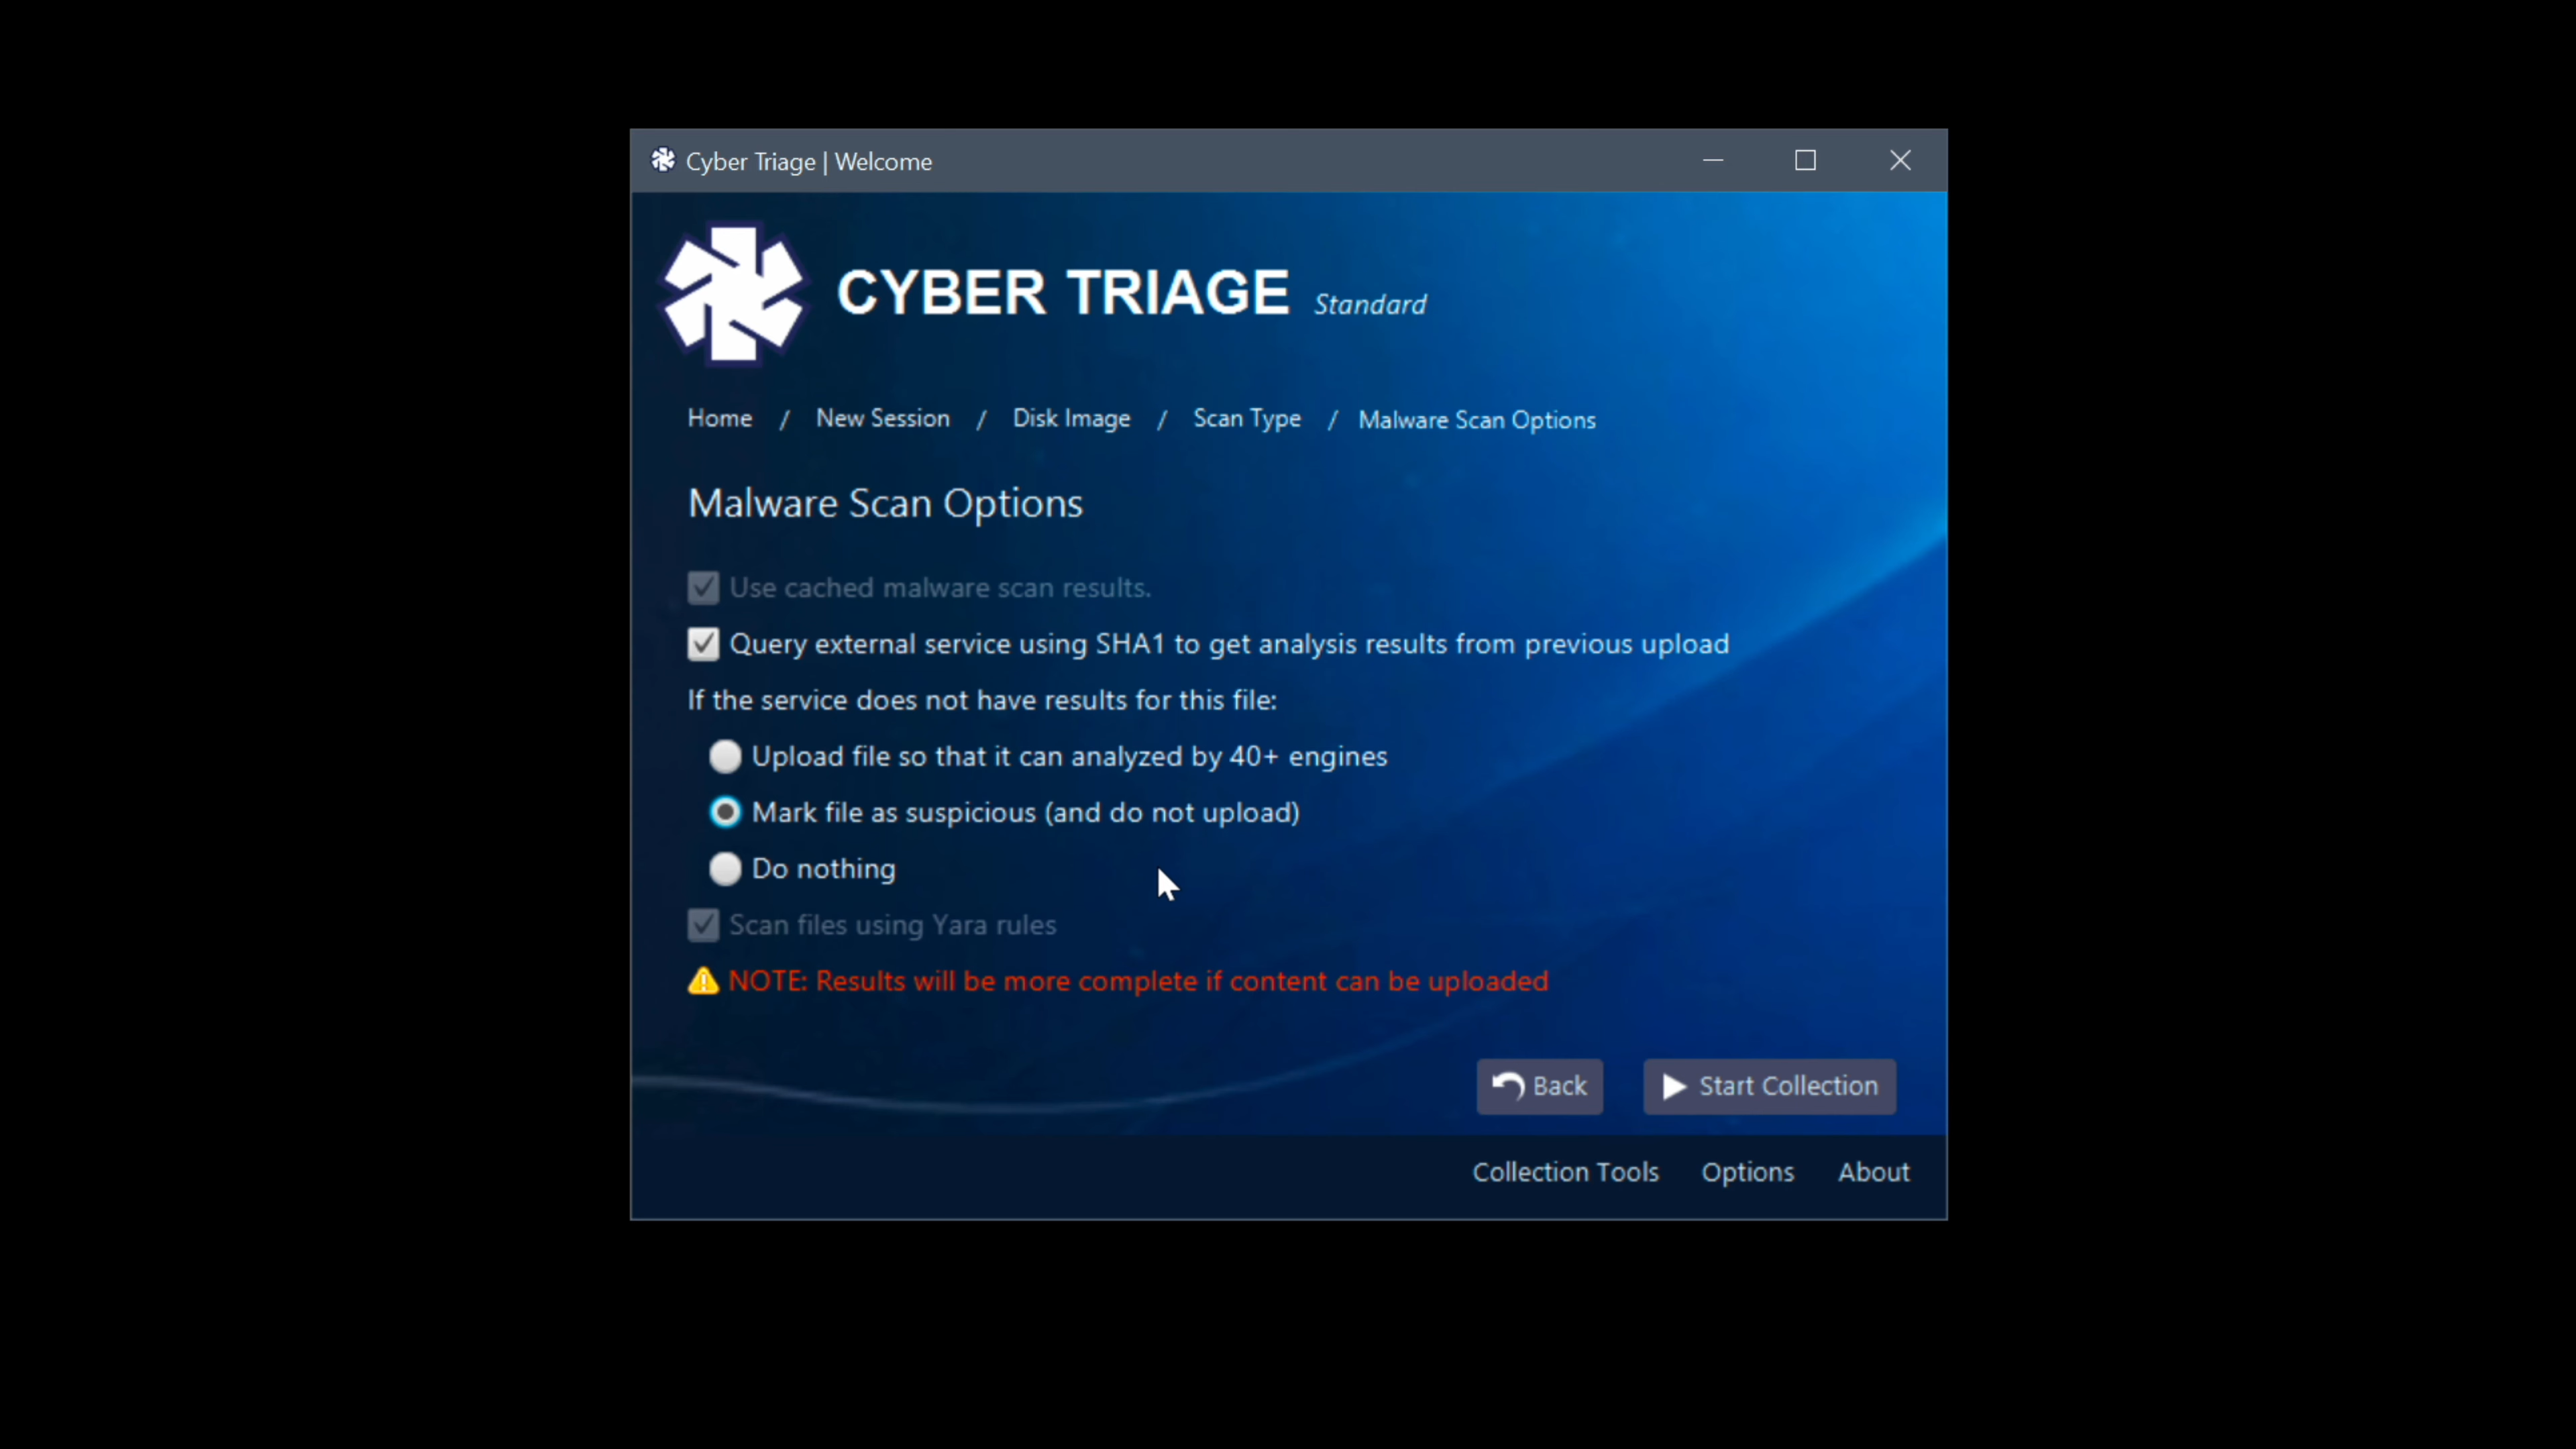 Cyber Triage | Welcome
CYBER TRIAGE Standard
Home / New Session / Disk Image / Scan Type / Malware Scan Options
Malware Scan Options
Use cached malware scan results.
Query external service using SHA1 to get analysis results from previous upload
If the service does not have results for this file:
Upload file so that it can analyzed by 40+ engines
Mark file as suspicious (and do not upload)
Do nothing
Scan files using Yara rules
NOTE: Results will be more complete if content can be uploaded
Back Start Collection
Collection Tools Options About